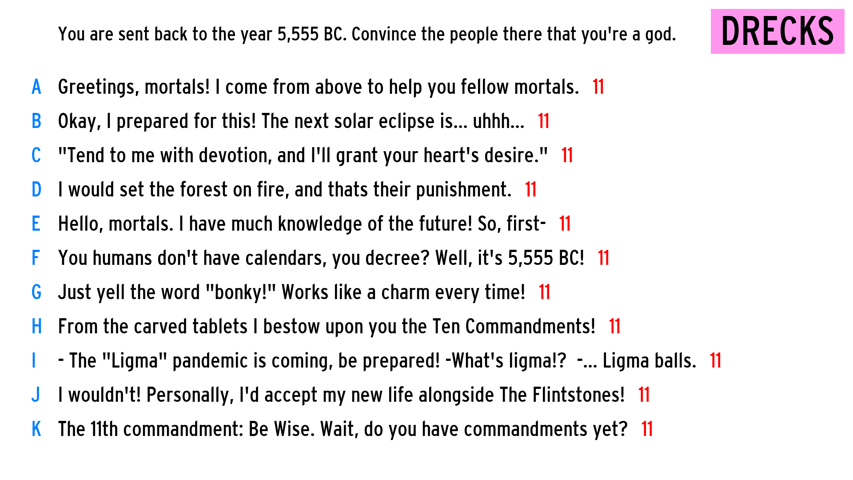 You are sent back to the year 5,555 BC. Convince the people there that you're a god.
DRECKS
A Greetings, mortals! I come from above to help you fellow mortals. 11
B Okay, I prepared for this! The next solar eclipse is... uhhh... 11
C "Tend to me with devotion, and I'll grant your heart's desire." 11
D I would set the forest on fire, and thats their punishment. 11
E Hello, mortals. I have much knowledge of the future! So, first- 11
F You humans don't have calendars, you decree? Well, it's 5,555 BC! 11
G Just yell the word "bonky!" Works like a charm every time! 11
H From the carved tablets I bestow upon you the Ten Commandments! 11
I - The "Ligma" pandemic is coming, be prepared! -What's ligma!? -... Ligma balls. 11
J I wouldn't! Personally, I'd accept my new life alongside The Flintstones! 11
K The 11th commandment: Be Wise. Wait, do you have commandments yet? 11